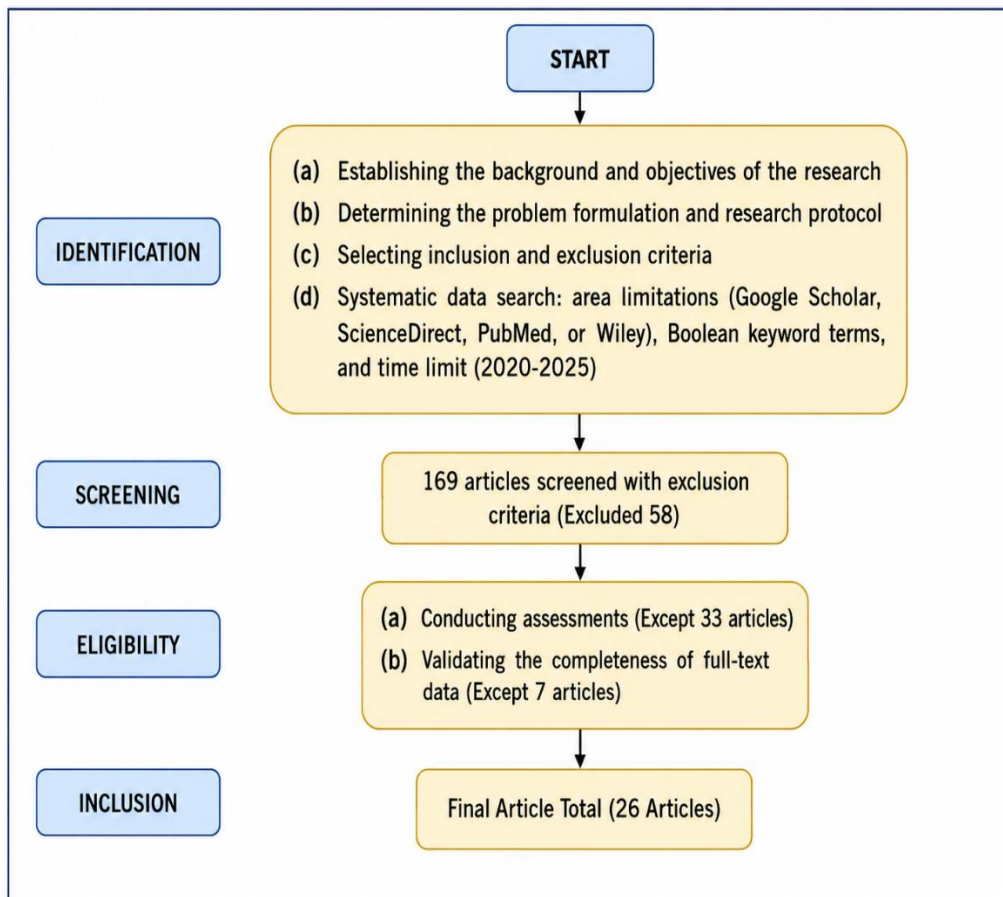 START
IDENTIFICATION
(a) Establishing the background and objectives of the research
(b) Determining the problem formulation and research protocol
(c) Selecting inclusion and exclusion criteria
(d) Systematic data search: area limitations (Google Scholar,
ScienceDirect, PubMed, or Wiley), Boolean keyword terms,
and time limit (2020-2025)
SCREENING
169 articles screened with exclusion
criteria (Excluded 58)
ELIGIBILITY
(a) Conducting assessments (Except 33 articles)
(b) Validating the completeness of full-text
data (Except 7 articles)
INCLUSION
Final Article Total (26 Articles)